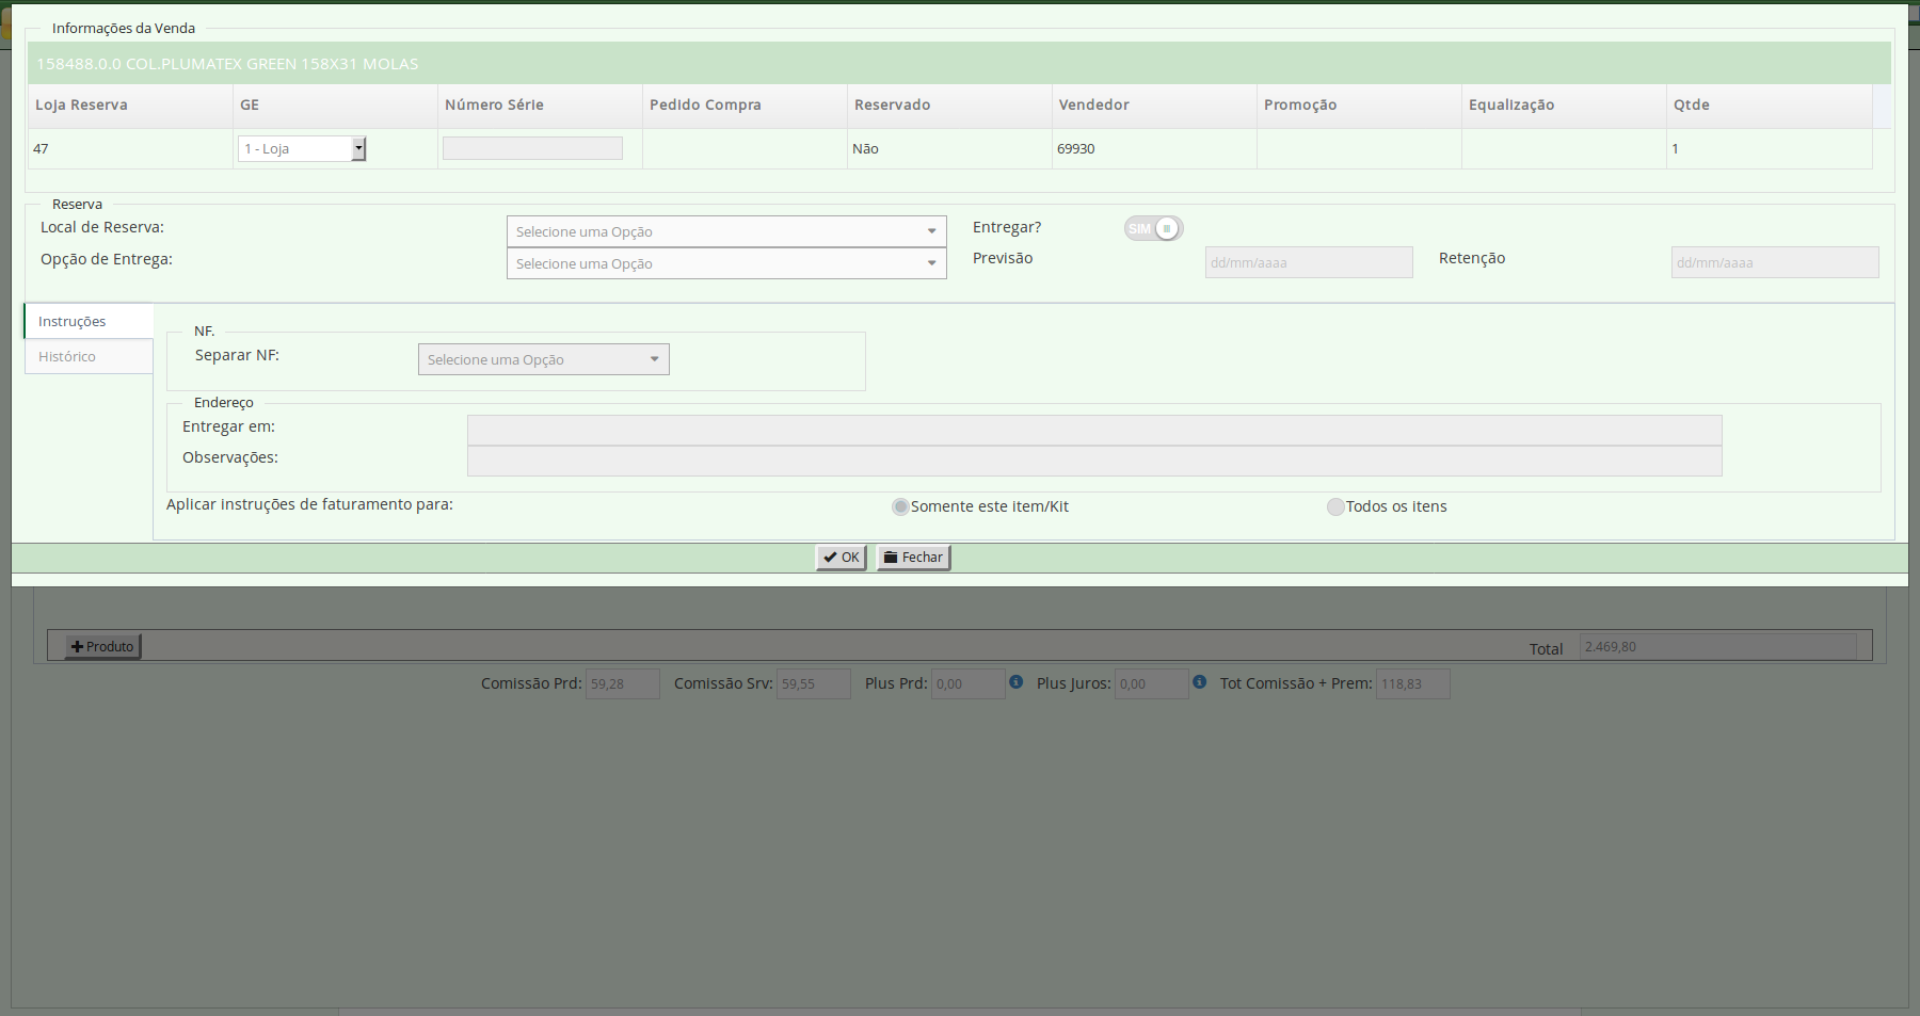 Informações da Venda
158488.0.0 COL.PLUMATEX GREEN 158X31 MOLAS
Loja Reserva GE Número Série Pedido Compra Reservado Vendedor Promoção Equalização Qtde
47 1 - Loja Não 69930 1
Reserva
Local de Reserva: Selecione uma Opção Entregar? SIM
Opção de Entrega: Selecione uma Opção Previsão dd/mm/aaaa Retenção dd/mm/aaaa
Instruções
Histórico
NF.
Separar NF: Selecione uma Opção
Endereço
Entregar em:
Observações:
Aplicar instruções de faturamento para: Somente este item/Kit Todos os itens
OK Fechar
Produto Total 2.469,80
Comissão Prd: 59,28 Comissão Srv: 59,55 Plus Prd: 0,00 Plus Juros: 0,00 Tot Comissão + Prem: 118,83